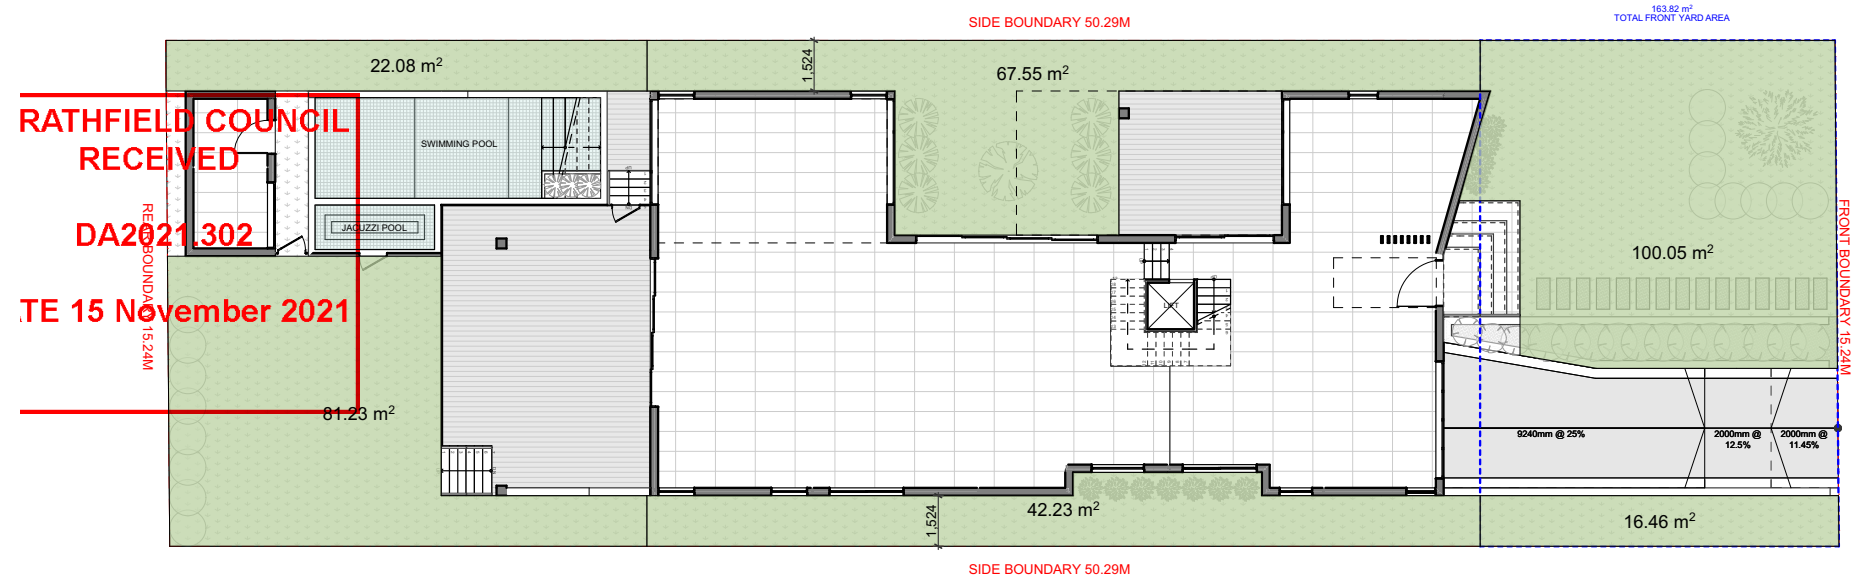 163.82 m²
TOTAL FRONT YARD AREA
SIDE BOUNDARY 50.29M
22.08 m²
1,524
67.55 m²
RATHFIELD COUNCIL
RECEIVED
SWIMMING POOL
REAR BOUNDARY 15.24M
JACUZZI POOL
DA2021.302
FRONT BOUNDARY 15.24M
100.05 m²
LIFT
TE 15 November 2021
81.23 m²
9240mm @ 25%
2000mm @
12.5%
2000mm @
11.45%
42.23 m²
1,524
16.46 m²
SIDE BOUNDARY 50.29M